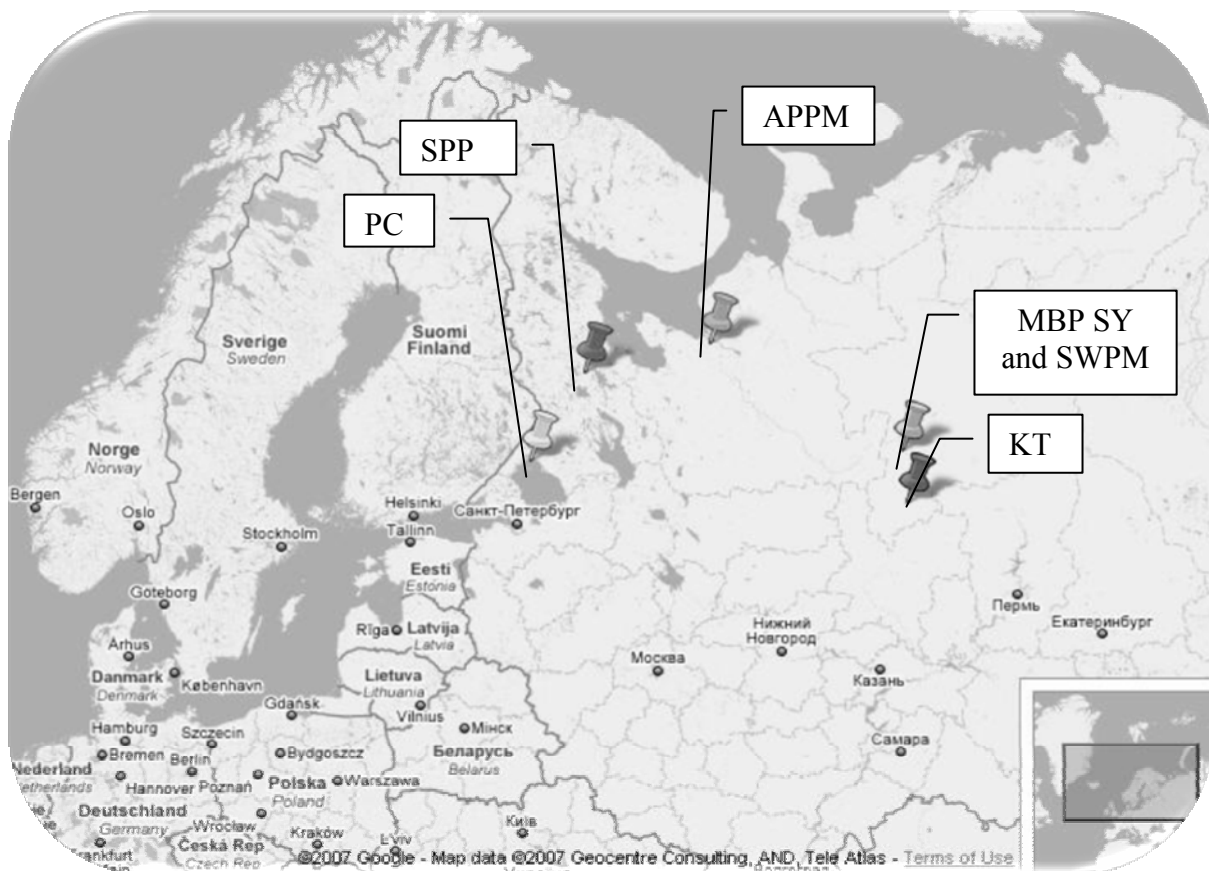 APPM
SPP
PC
MBP SY
and SWPM
KT
Sverige
Sweden
Suomi
Finland
Norge
Norway
Bergen
Oslo
Stockholm
Helsinki
Tallinn
Санкт-Петербург
Eesti
Estonia
Göteborg
Rīga
Latvija
Latvia
Århus
Danmark
Denmark
København
Lietuva
Lithuania
Vilnius
Москва
Нижний
Новгород
Казань
Пермь
Екатеринбург
Самара
Gdańsk
Мінск
Беларусь
Belarus
Hamburg
Bremen
Szczecin
Berlin
Bydgoszcz
Nederland
Netherlands
Hannover
Poznań
Polska
Poland
Warszawa
Deutschland
Germany
Wrocław
Česká Rep
Czech Rep
Kraków
Київ
Frankfurt
©2007 Google - Map data ©2007 Geocentre Consulting, AND, Tele Atlas - Terms of Use